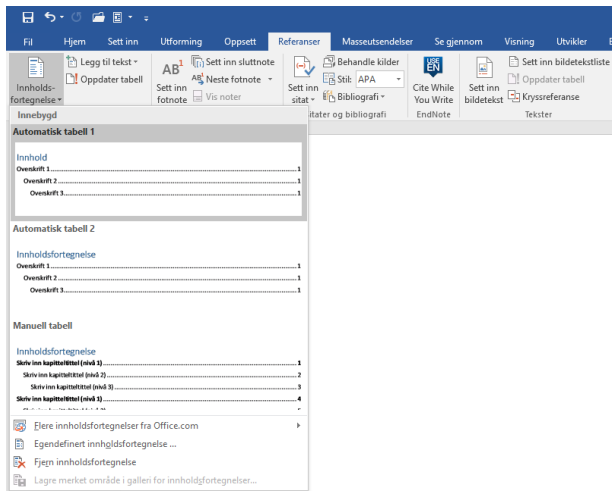 Fil Hjem Sett inn Utforming Oppsett Referanser Masseutsendelser Se gjennom Visning Utvikler
Innholds-
fortegnelse
Legg til tekst
Oppdater tabell
AB1
Sett inn
fotnote
Sett inn sluttnote
Neste fotnote
Vis noter
Sett inn
sitat
Behandle kilder
Stil: APA
Bibliografi
Cite While
You Write
Sett inn
bildetekst
Sett inn bildetekstliste
Oppdater tabell
Kryssreferanse
itater og bibliografi EndNote Tekster
Innebygd
Automatisk tabell 1
Innhold
Overskrift 1 1
Overskrift 2 1
Overskrift 3 1
Automatisk tabell 2
Innholdsfortegnelse
Overskrift 1 1
Overskrift 2 1
Overskrift 3 1
Manuell tabell
Innholdsfortegnelse
Skriv inn kapitteltittel (nivå 1) 1
Skriv inn kapitteltittel (nivå 2) 2
Skriv inn kapitteltittel (nivå 3) 3
Skriv inn kapitteltittel (nivå 1) 4
Flere innholdsfortegnelser fra Office.com
Egendefinert innholdsfortegnelse ...
Fjern innholdsfortegnelse
Lagre merket område i galleri for innholdsfortegnelser...